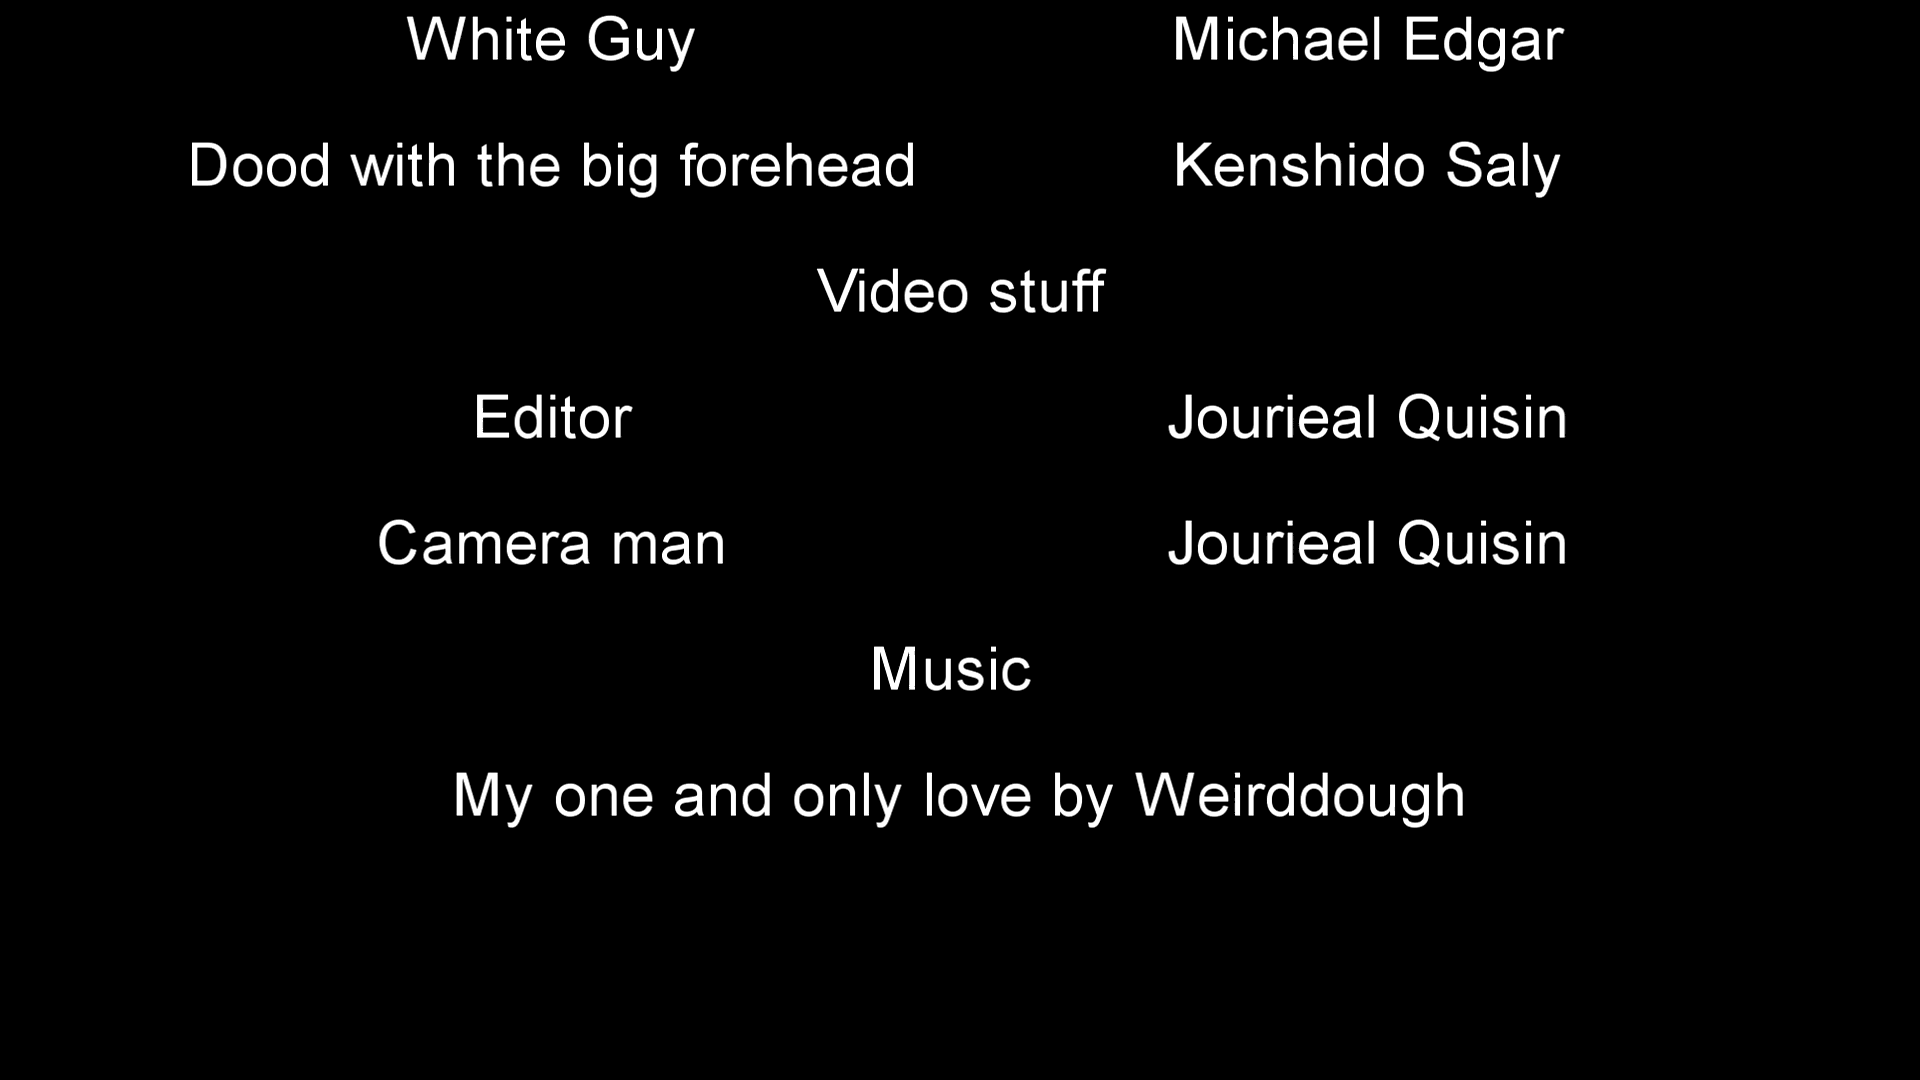 White Guy Michael Edgar
Dood with the big forehead Kenshido Saly
Video stuff
Editor Jourieal Quisin
Camera man Jourieal Quisin
Music
My one and only love by Weirddough